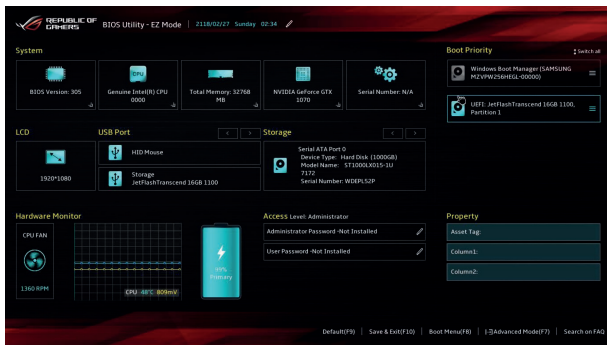 REPUBLIC OF
GAMERS
BIOS Utility - EZ Mode
2118/02/27 Sunday 02:34
System
BIOS Version: 305
CPU
Genuine Intel(R) CPU
0000
Total Memory: 32768
MB
NVIDIA GeForce GTX
1070
Serial Number: N/A
Boot Priority
Switch all
Windows Boot Manager (SAMSUNG
MZVPW256HEGL-00000)
UEFI: JetFlashTranscend 16GB 1100,
Partition 1
LCD
1920*1080
USB Port
HID Mouse
Storage
JetFlashTranscend 16GB 1100
Storage
Serial ATA Port 0
Device Type: Hard Disk (1000GB)
Model Name: ST1000LX015-1U
7172
Serial Number: WDEPL52P
Hardware Monitor
CPU FAN
1360 RPM
CPU 48°C 809mV
99%
Primary
Access Level: Administrator
Administrator Password -Not Installed
User Password -Not Installed
Property
Asset Tag:
Column1:
Column2:
Default(F9)
Save & Exit(F10)
Boot Menu(F8)
Advanced Mode(F7)
Search on FAQ